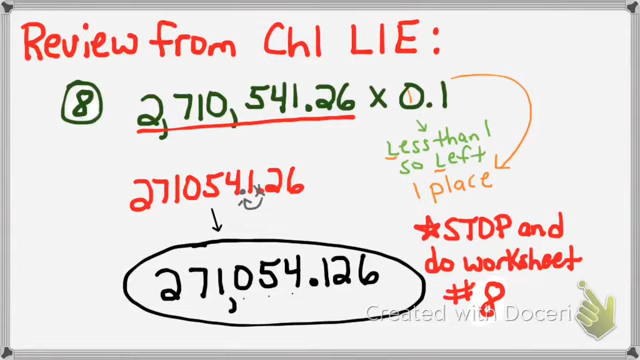 Review from Ch1 L1E:
8 2,710,541.26 × 0.1
Less than 1
so Left
1 place
2710541.26
271,054.126
*STOP and
do worksheet
#8
Created with Doceri